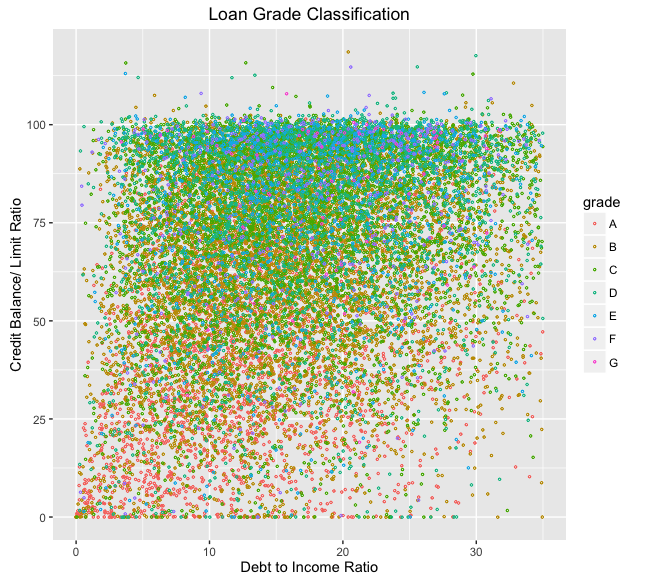 Loan Grade Classification
Credit Balance/ Limit Ratio
100
75
50
25
0
0 10 20 30
Debt to Income Ratio
grade
A
B
C
D
E
F
G